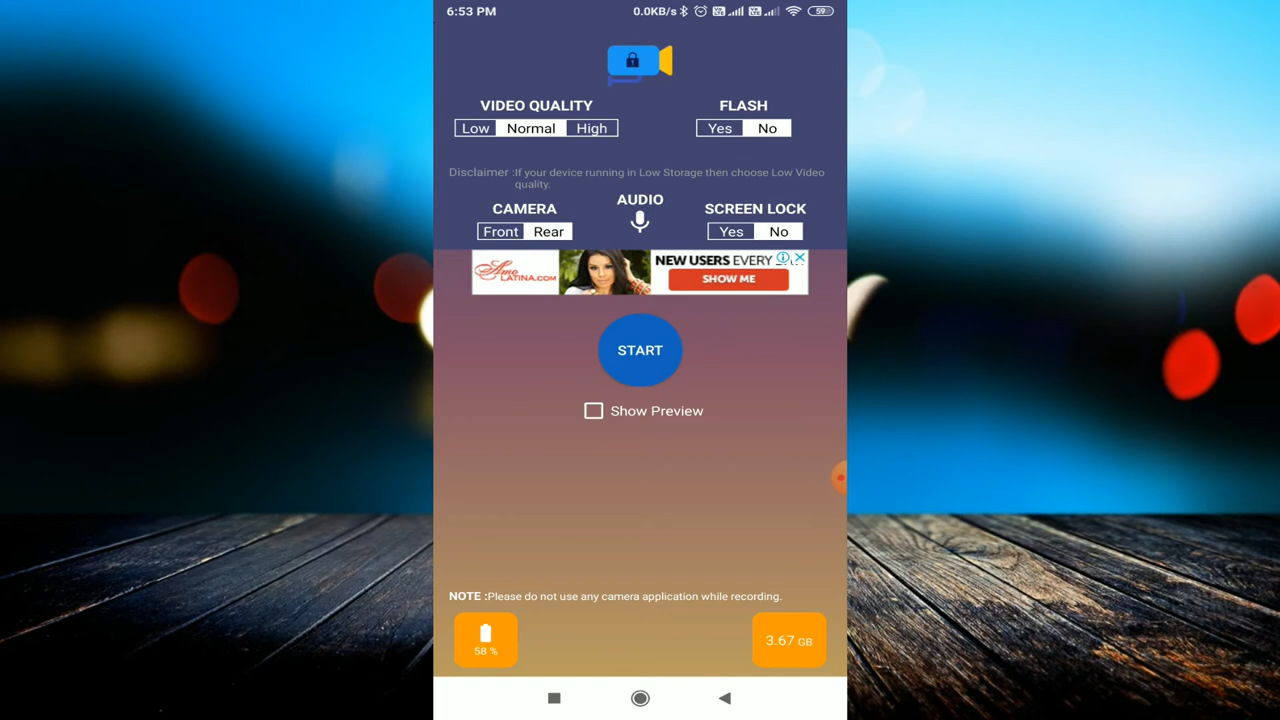 6:53 PM
0.0KB/s
59
VIDEO QUALITY
FLASH
Low Normal High
Yes No
Disclaimer :If your device running in Low Storage then choose Low Video
quality.
AUDIO
CAMERA
SCREEN LOCK
Front Rear
Yes No
Amo
LATINA.COM
NEW USERS EVERY
SHOW ME
START
Show Preview
NOTE :Please do not use any camera application while recording.
58 %
3.67 GB